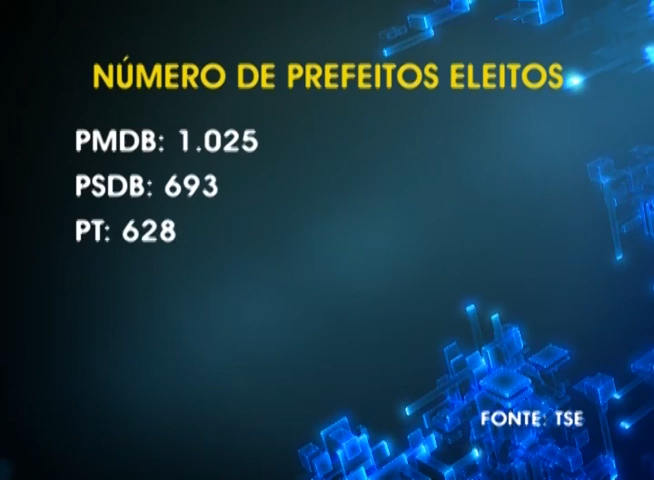 NÚMERO DE PREFEITOS ELEITOS
PMDB: 1.025
PSDB: 693
PT: 628
FONTE: TSE